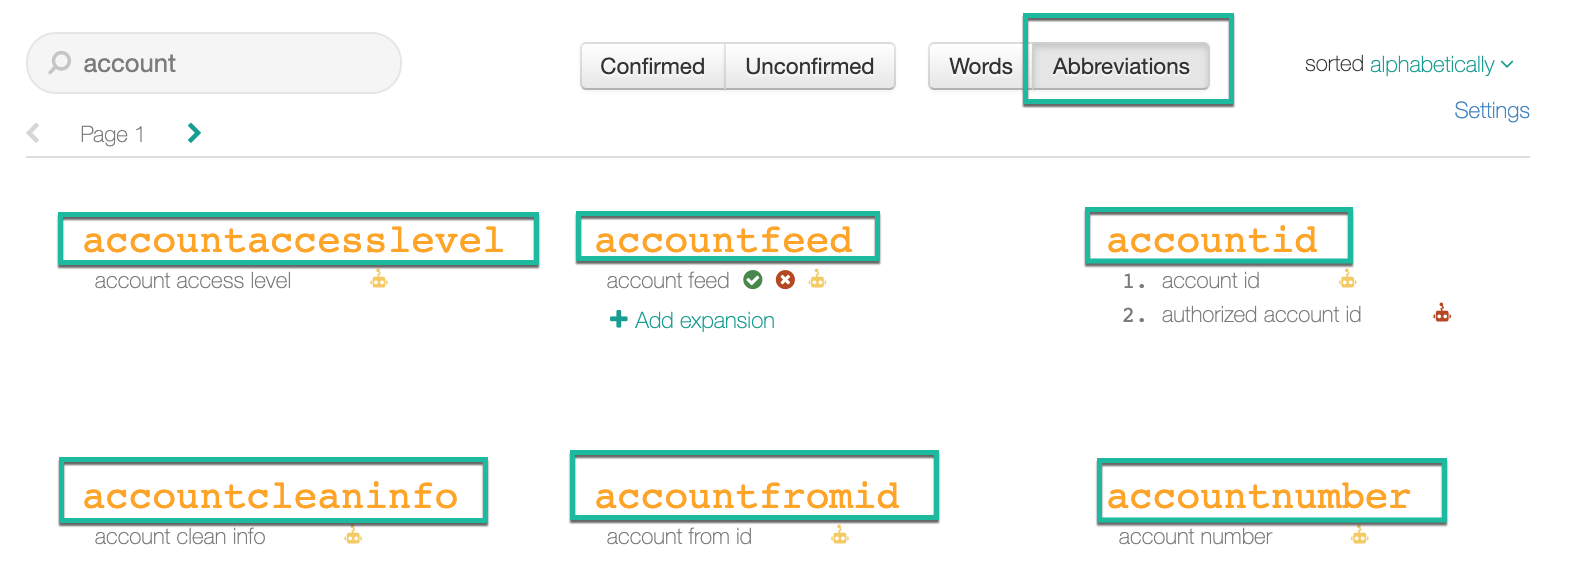 account
Confirmed Unconfirmed Words Abbreviations sorted alphabetically
Settings
Page 1
accountaccesslevel accountfeed accountid
account access level account feed 1. account id
Add expansion 2. authorized account id
accountcleaninfo accountfromid accountnumber
account clean info account from id account number